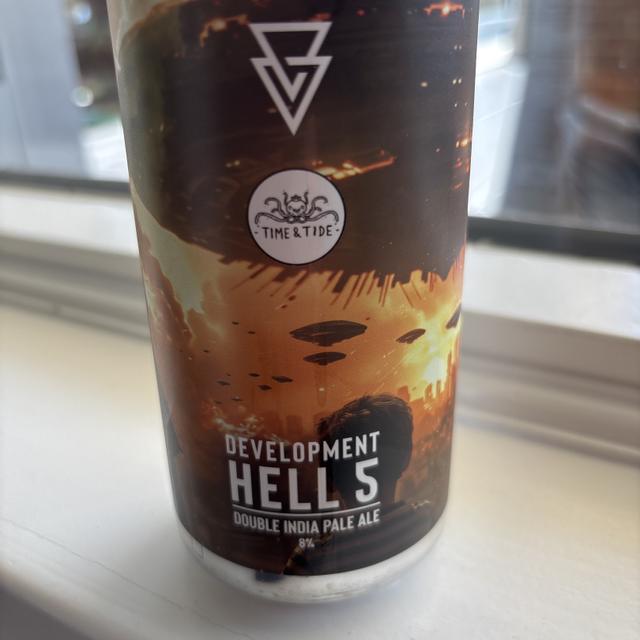 - TIME & TIDE -
DEVELOPMENT
HELL 5
DOUBLE INDIA PALE ALE
8%